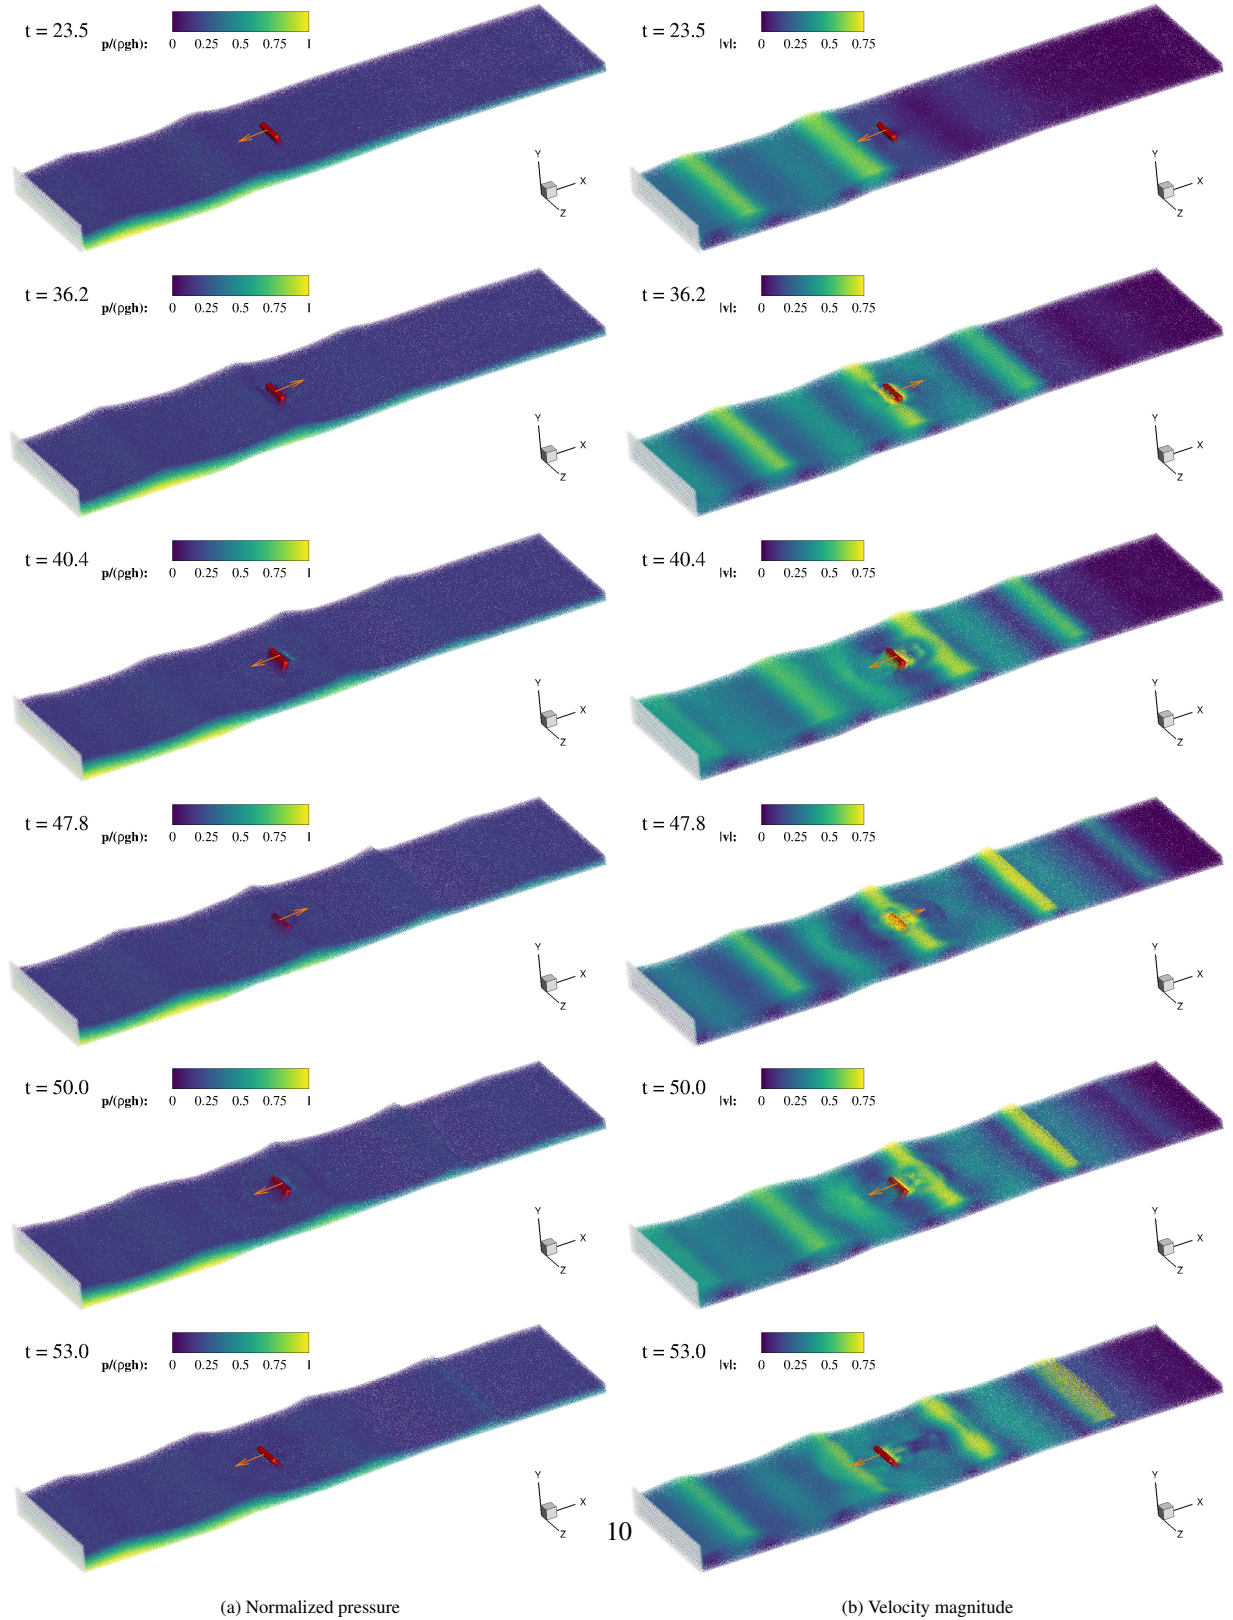 t = 23.5 p/(ρgh): 0 0.25 0.5 0.75 1
Y X Z
t = 23.5 |v|: 0 0.25 0.5 0.75
Y X Z
t = 36.2 p/(ρgh): 0 0.25 0.5 0.75 1
Y X Z
t = 36.2 |v|: 0 0.25 0.5 0.75
Y X Z
t = 40.4 p/(ρgh): 0 0.25 0.5 0.75 1
Y X Z
t = 40.4 |v|: 0 0.25 0.5 0.75
Y X Z
t = 47.8 p/(ρgh): 0 0.25 0.5 0.75 1
Y X Z
t = 47.8 |v|: 0 0.25 0.5 0.75
Y X Z
t = 50.0 p/(ρgh): 0 0.25 0.5 0.75 1
Y X Z
t = 50.0 |v|: 0 0.25 0.5 0.75
Y X Z
t = 53.0 p/(ρgh): 0 0.25 0.5 0.75 1
Y X Z
t = 53.0 |v|: 0 0.25 0.5 0.75
Y X Z
10
(a) Normalized pressure
(b) Velocity magnitude